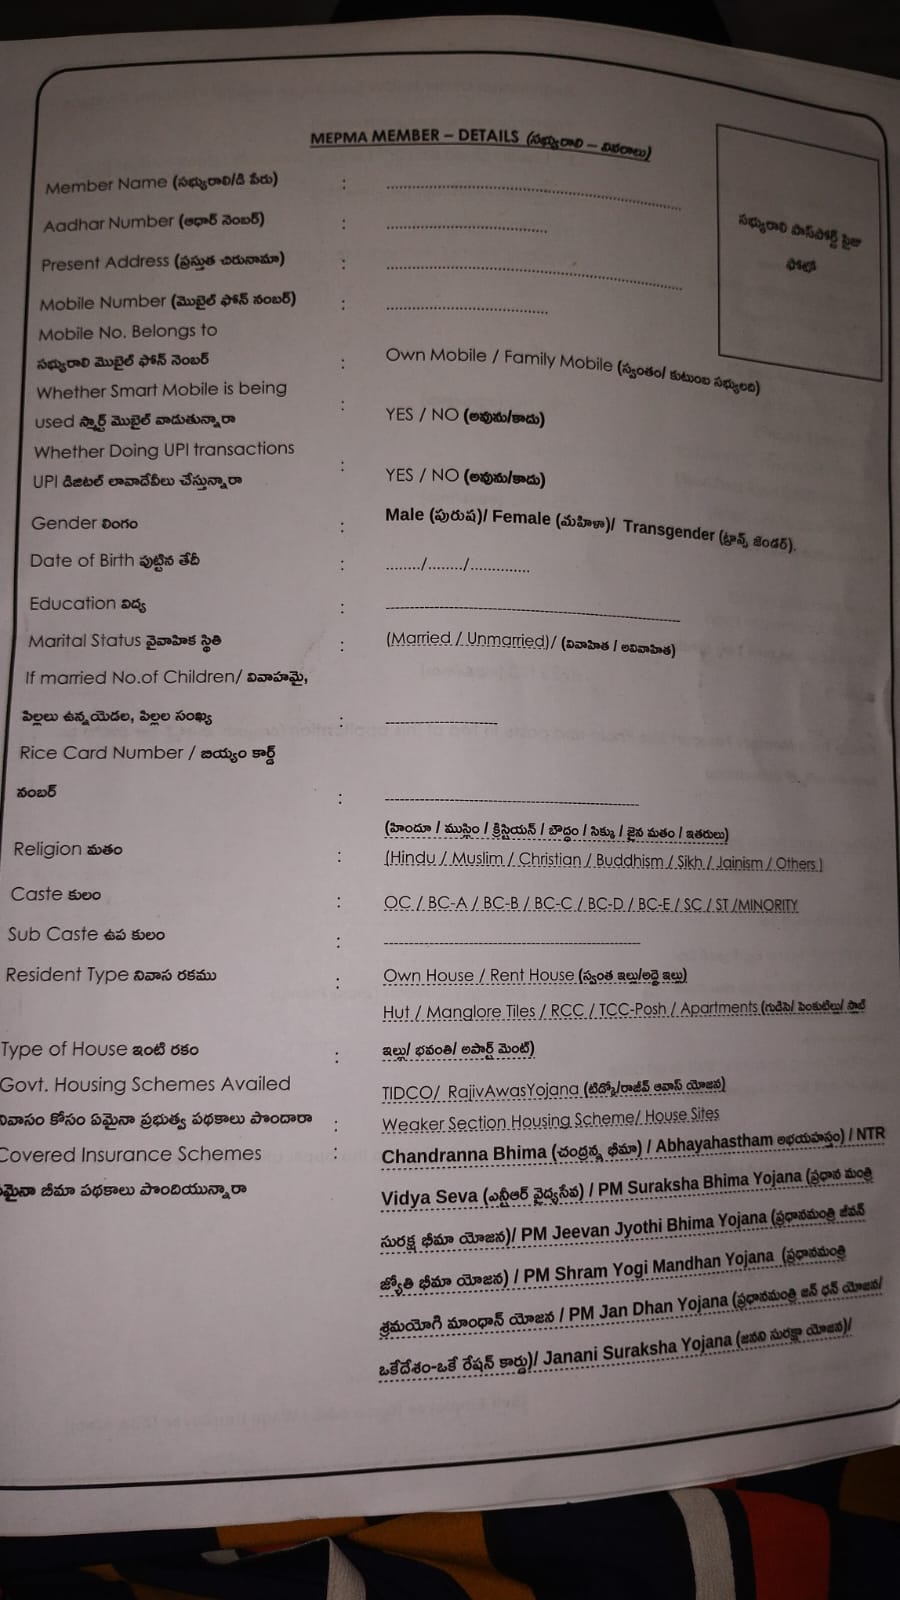 MEPMA MEMBER – DETAILS (సభ్యురాలి – వివరాలు)
సభ్యురాలి పాస్‌పోర్ట్ సైజు
ఫోటో
Member Name (సభ్యురాలి/డి పేరు) : ........................................
Aadhar Number (ఆధార్ నెంబర్) : ........................................
Present Address (ప్రస్తుత చిరునామా) : ........................................
Mobile Number (మొబైల్ ఫోన్ నంబర్) : ........................................
Mobile No. Belongs to
సభ్యురాలి మొబైల్ ఫోన్ నెంబర్ : Own Mobile / Family Mobile (స్వంతం/ కుటుంబ సభ్యులది)
Whether Smart Mobile is being
used స్మార్ట్ మొబైల్ వాడుతున్నారా : YES / NO (అవును/కాదు)
Whether Doing UPI transactions
UPI డిజిటల్ లావాదేవీలు చేస్తున్నారా : YES / NO (అవును/కాదు)
Gender లింగం : Male (పురుష)/ Female (మహిళా)/ Transgender (ట్రాన్స్ జెండర్).
Date of Birth పుట్టిన తేదీ : ......../......../.............
Education విద్య : ----------------------------------------
Marital Status వైవాహిక స్థితి : (Married / Unmarried)/ (వివాహిత / అవివాహిత)
If married No.of Children/ వివాహమై,
పిల్లలు ఉన్నయెడల, పిల్లల సంఖ్య : --------------------
Rice Card Number / బియ్యం కార్డ్
నంబర్ : ----------------------------------------
(హిందూ / ముస్లిం / క్రిస్టియన్ / బౌద్ధం / సిక్కు / జైన మతం / ఇతరులు)
Religion మతం : (Hindu / Muslim / Christian / Buddhism / Sikh / Jainism / Others )
Caste కులం : OC / BC-A / BC-B / BC-C / BC-D / BC-E / SC / ST /MINORITY
Sub Caste ఉప కులం : ----------------------------------------
Resident Type నివాస రకము : Own House / Rent House (స్వంత ఇల్లు/అద్దె ఇల్లు)
Hut / Manglore Tiles / RCC / TCC-Posh / Apartments (గుడిసె/ పెంకుటిల్లు/ స్లాబ్
Type of House ఇంటి రకం : ఇల్లు/ భవంతి/ అపార్ట్ మెంట్)
Govt. Housing Schemes Availed TIDCO/ RajivAwasYojana (టిడ్కో/రాజీవ్ ఆవాస్ యోజన)
నివాసం కోసం ఏమైనా ప్రభుత్వ పథకాలు పొందారా : Weaker Section Housing Scheme/ House Sites
Covered Insurance Schemes : Chandranna Bhima (చంద్రన్న భీమా) / Abhayahastham అభయహస్తం) / NTR
ఏమైనా బీమా పథకాలు పొందియున్నారా Vidya Seva (ఎన్టీఆర్ వైద్యసేవ) / PM Suraksha Bhima Yojana (ప్రధాన మంత్రి
సురక్ష భీమా యోజన)/ PM Jeevan Jyothi Bhima Yojana (ప్రధానమంత్రి జీవన్
జ్యోతి భీమా యోజన) / PM Shram Yogi Mandhan Yojana (ప్రధానమంత్రి
శ్రమయోగి మాంధాన్ యోజన / PM Jan Dhan Yojana (ప్రధానమంత్రి జన్ ధన్ యోజన/
ఒకేదేశం-ఒకే రేషన్ కార్డు)/ Janani Suraksha Yojana (జనని సురక్షా యోజన)/